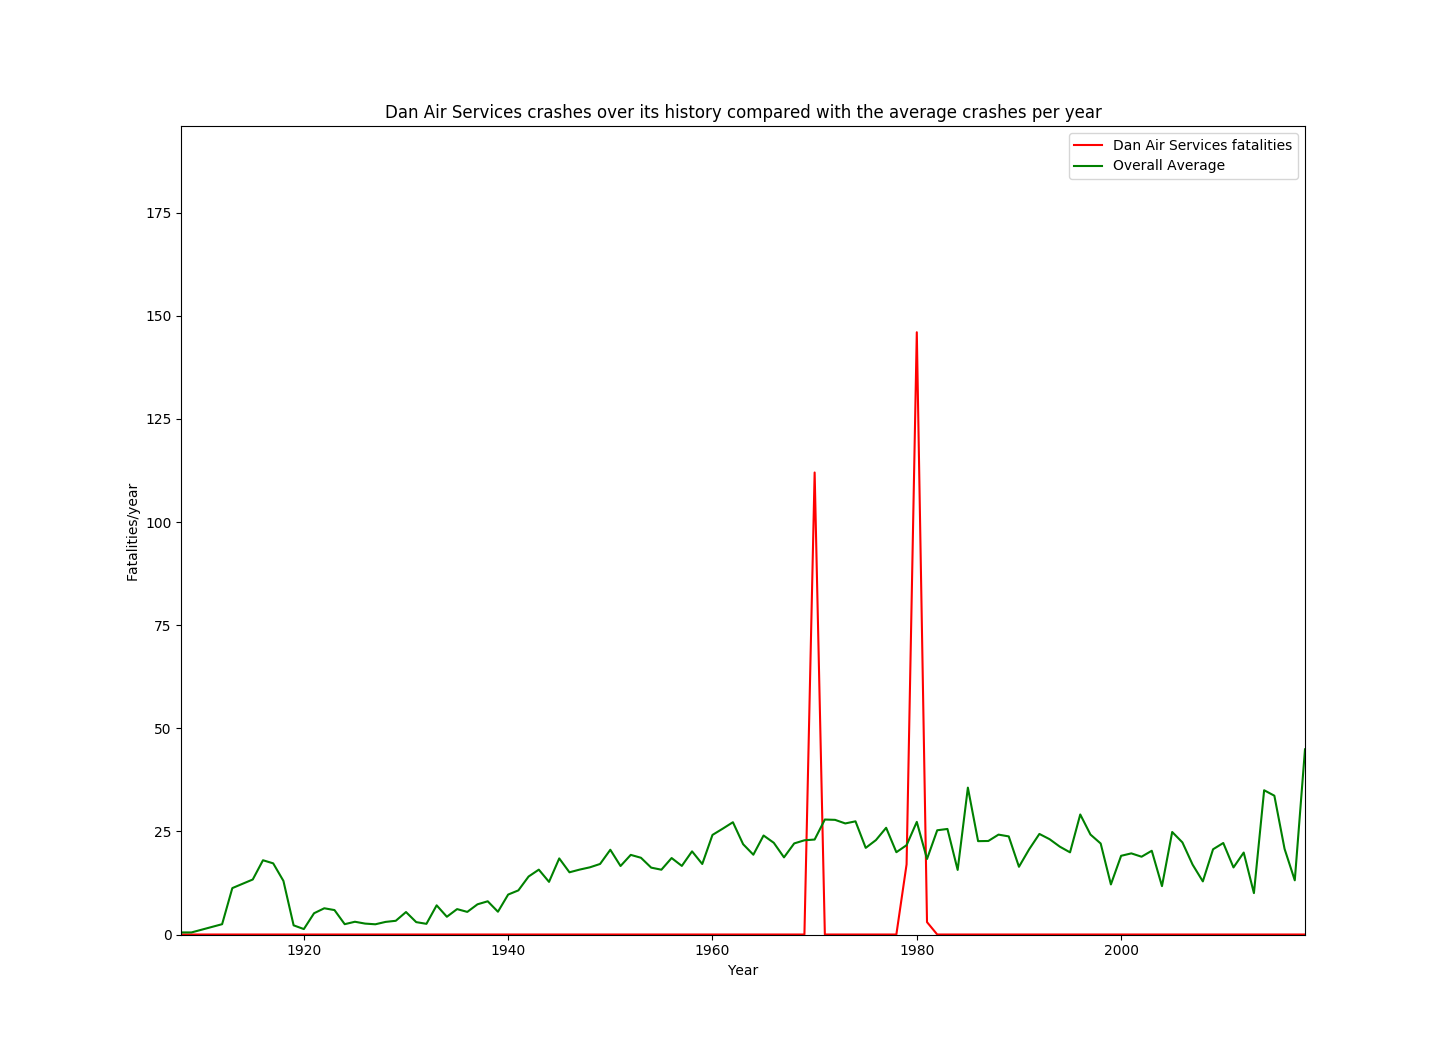 Dan Air Services crashes over its history compared with the average crashes per year
Dan Air Services fatalities
Overall Average
175
150
125
100
75
50
25
0
Fatalities/year
1920 1940 1960 1980 2000
Year